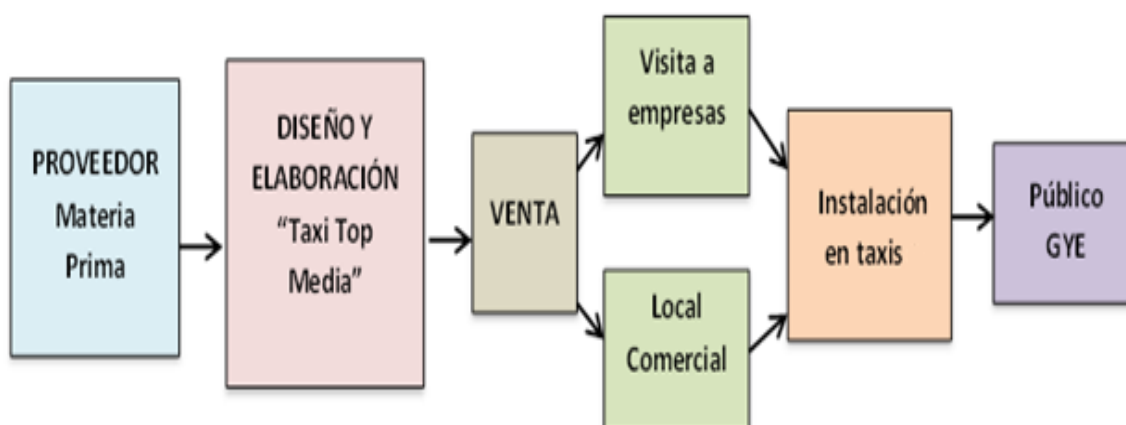 PROVEEDOR
Materia
Prima
DISEÑO Y
ELABORACIÓN
“Taxi Top
Media”
VENTA
Visita a
empresas
Local
Comercial
Instalación
en taxis
Público
GYE